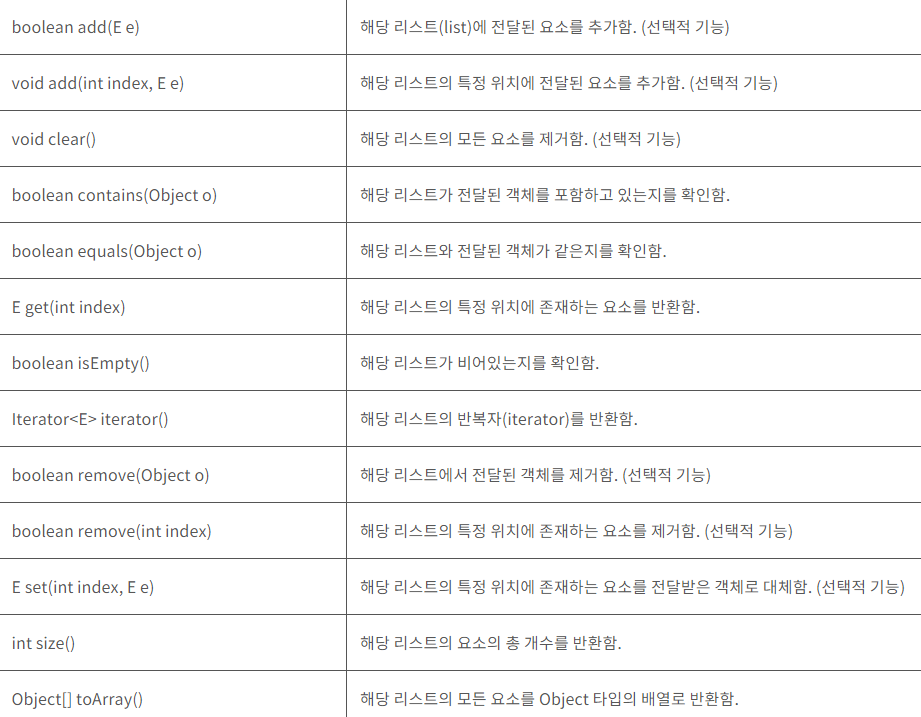 boolean add(E e) 해당 리스트(list)에 전달된 요소를 추가함. (선택적 기능)
void add(int index, E e) 해당 리스트의 특정 위치에 전달된 요소를 추가함. (선택적 기능)
void clear() 해당 리스트의 모든 요소를 제거함. (선택적 기능)
boolean contains(Object o) 해당 리스트가 전달된 객체를 포함하고 있는지를 확인함.
boolean equals(Object o) 해당 리스트와 전달된 객체가 같은지를 확인함.
E get(int index) 해당 리스트의 특정 위치에 존재하는 요소를 반환함.
boolean isEmpty() 해당 리스트가 비어있는지를 확인함.
Iterator<E> iterator() 해당 리스트의 반복자(iterator)를 반환함.
boolean remove(Object o) 해당 리스트에서 전달된 객체를 제거함. (선택적 기능)
boolean remove(int index) 해당 리스트의 특정 위치에 존재하는 요소를 제거함. (선택적 기능)
E set(int index, E e) 해당 리스트의 특정 위치에 존재하는 요소를 전달받은 객체로 대체함. (선택적 기능)
int size() 해당 리스트의 요소의 총 개수를 반환함.
Object[] toArray() 해당 리스트의 모든 요소를 Object 타입의 배열로 반환함.